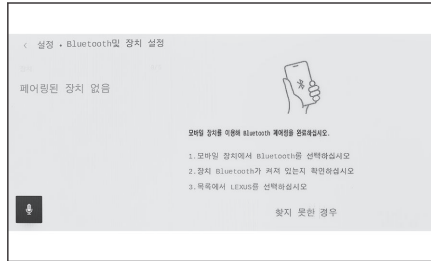 < 설정 • Bluetooth및 장치 설정
페어링된 장치 없음
모바일 장치를 이용해 Bluetooth 페어링을 완료하십시오.
1.모바일 장치에서 Bluetooth를 선택하십시오
2.장치 Bluetooth가 켜져 있는지 확인하십시오
3.목록에서 LEXUS를 선택하십시오
찾지 못한 경우